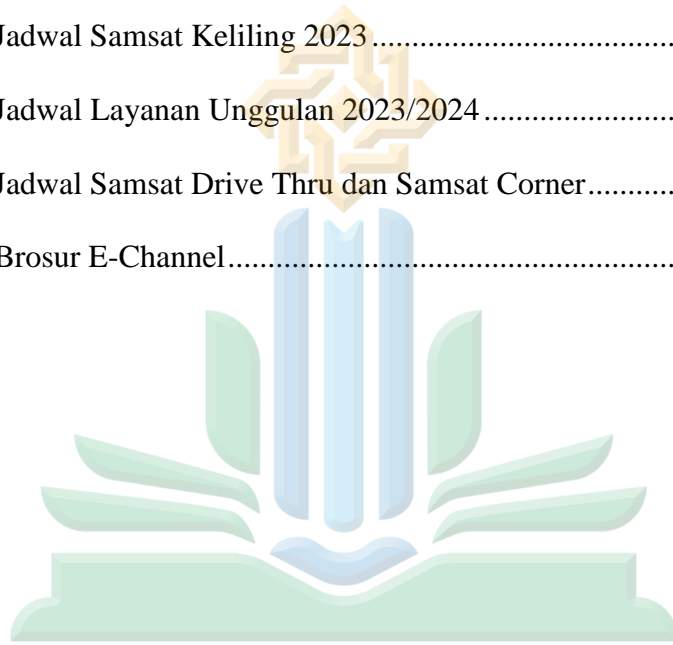 Jadwal Samsat Keliling 2023......................................
Jadwal Layanan Unggulan 2023/2024........................
Jadwal Samsat Drive Thru dan Samsat Corner...........
Brosur E-Channel........................................................